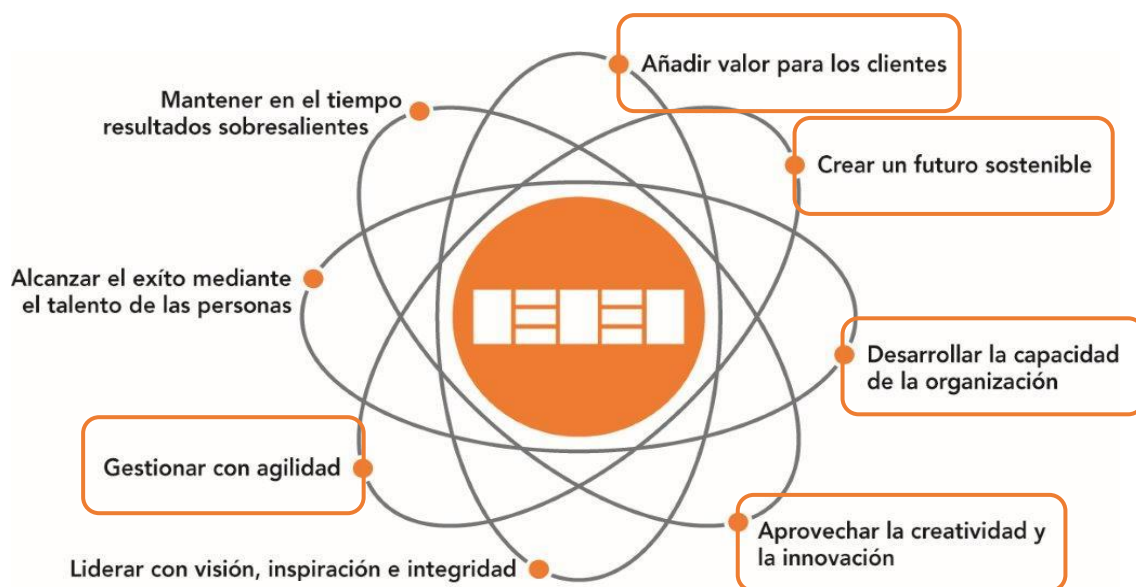 Añadir valor para los clientes
Mantener en el tiempo
resultados sobresalientes
Crear un futuro sostenible
Alcanzar el exíto mediante
el talento de las personas
Desarrollar la capacidad
de la organización
Gestionar con agilidad
Aprovechar la creatividad y
la innovación
Liderar con visión, inspiración e integridad